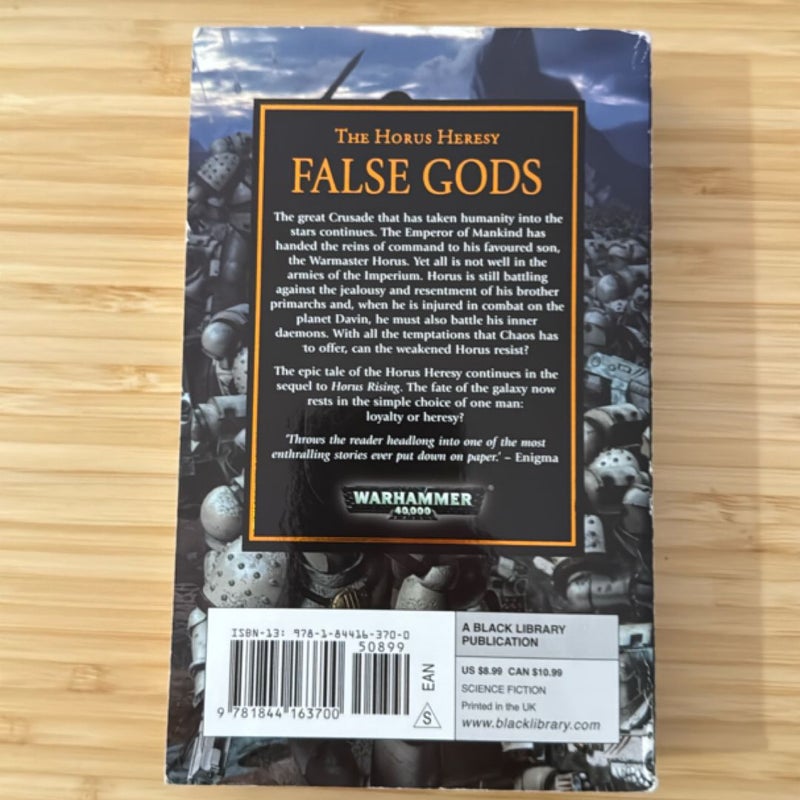 THE HORUS HERESY
FALSE GODS
The great Crusade that has taken humanity into the
stars continues. The Emperor of Mankind has
handed the reins of command to his favoured son,
the Warmaster Horus. Yet all is not well in the
armies of the Imperium. Horus is still battling
against the jealousy and resentment of his brother
primarchs and, when he is injured in combat on the
planet Davin, he must also battle his inner
daemons. With all the temptations that Chaos has
to offer, can the weakened Horus resist?
The epic tale of the Horus Heresy continues in the
sequel to Horus Rising. The fate of the galaxy now
rests in the simple choice of one man:
loyalty or heresy?
'Throws the reader headlong into one of the most
enthralling stories ever put down on paper.' – Enigma
WARHAMMER
40,000
ISBN-13: 978-1-84416-370-0
50899
EAN
9 781844 163700
S
A BLACK LIBRARY
PUBLICATION
US $8.99 CAN $10.99
SCIENCE FICTION
Printed in the UK
www.blacklibrary.com